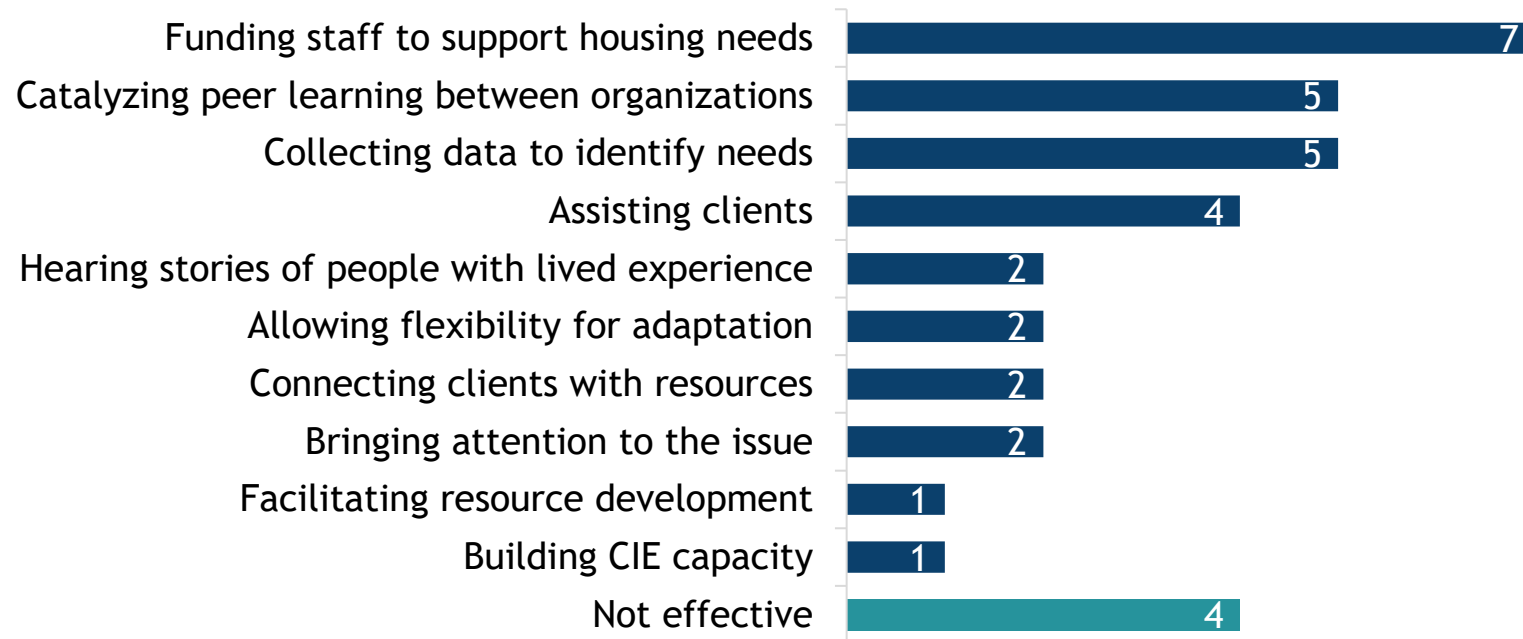 Funding staff to support housing needs 7
Catalyzing peer learning between organizations 5
Collecting data to identify needs 5
Assisting clients 4
Hearing stories of people with lived experience 2
Allowing flexibility for adaptation 2
Connecting clients with resources 2
Bringing attention to the issue 2
Facilitating resource development 1
Building CIE capacity 1
Not effective 4